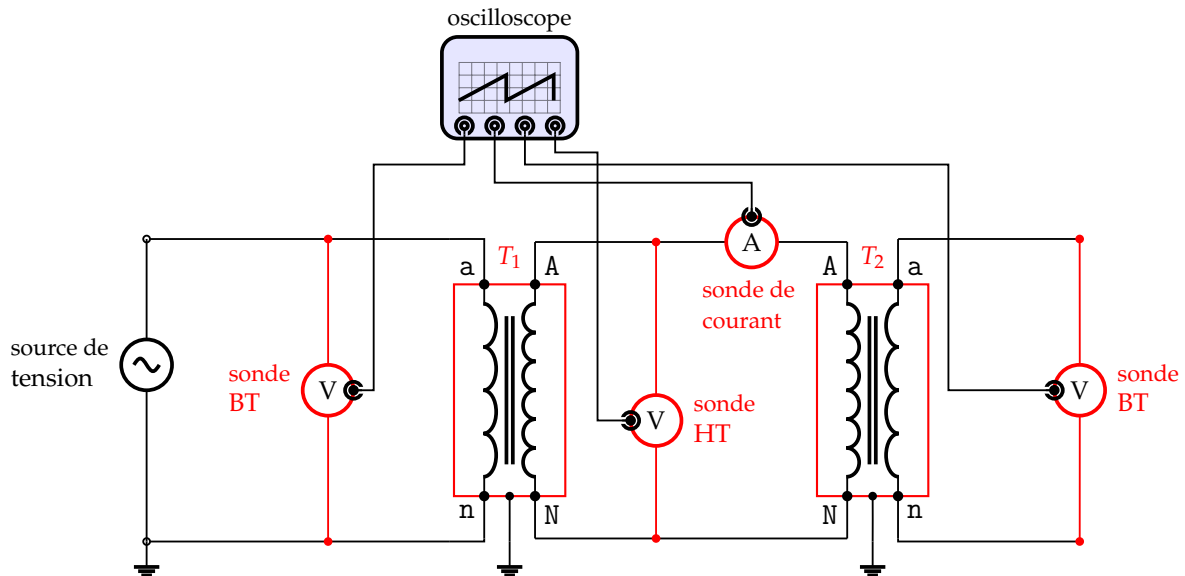 oscilloscope
A
T1
T2
a
A
A
a
sonde de
courant
source de
tension
sonde
BT
V
V
sonde
HT
V
sonde
BT
n
N
N
n